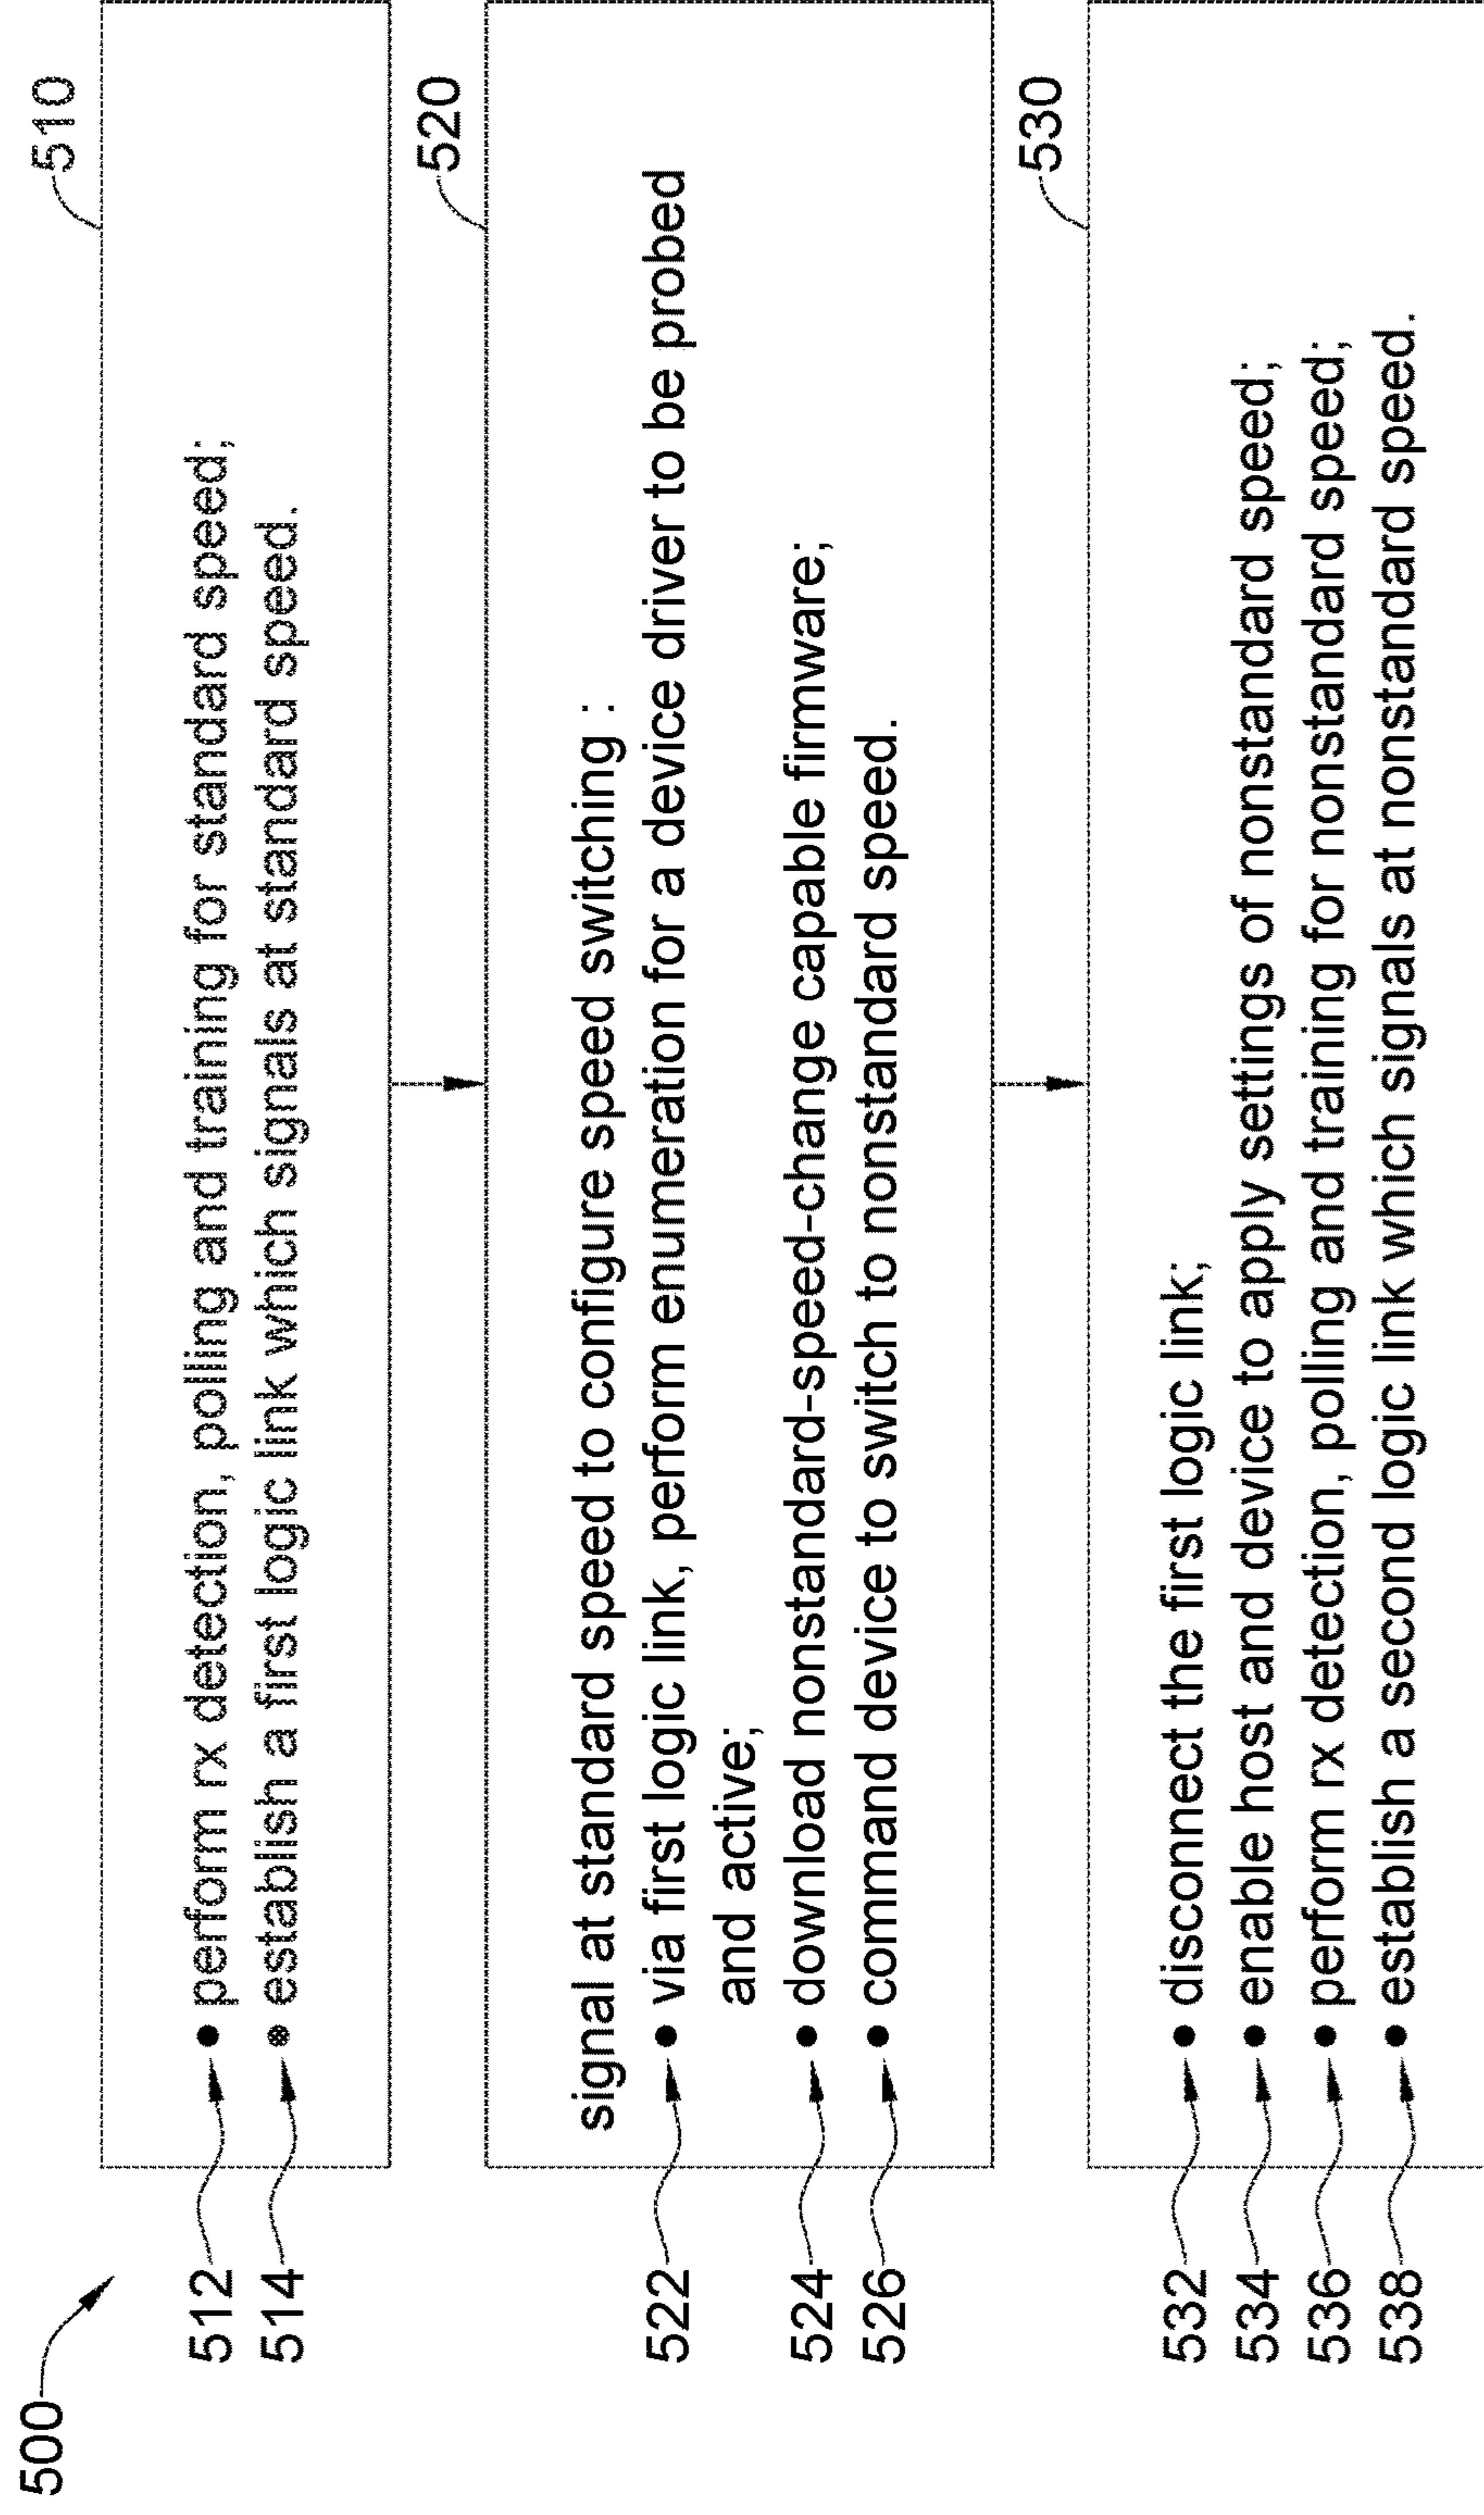 500
510
512 ● perform rx detection, polling and training for standard speed;
514 ● establish a first logic link which signals at standard speed.
520
signal at standard speed to configure speed switching :
522 ● via first logic link, perform enumeration for a device driver to be probed
and active;
524 ● download nonstandard-speed-change capable firmware;
526 ● command device to switch to nonstandard speed.
530
532 ● disconnect the first logic link;
534 ● enable host and device to apply settings of nonstandard speed;
536 ● perform rx detection, polling and training for nonstandard speed;
538 ● establish a second logic link which signals at nonstandard speed.